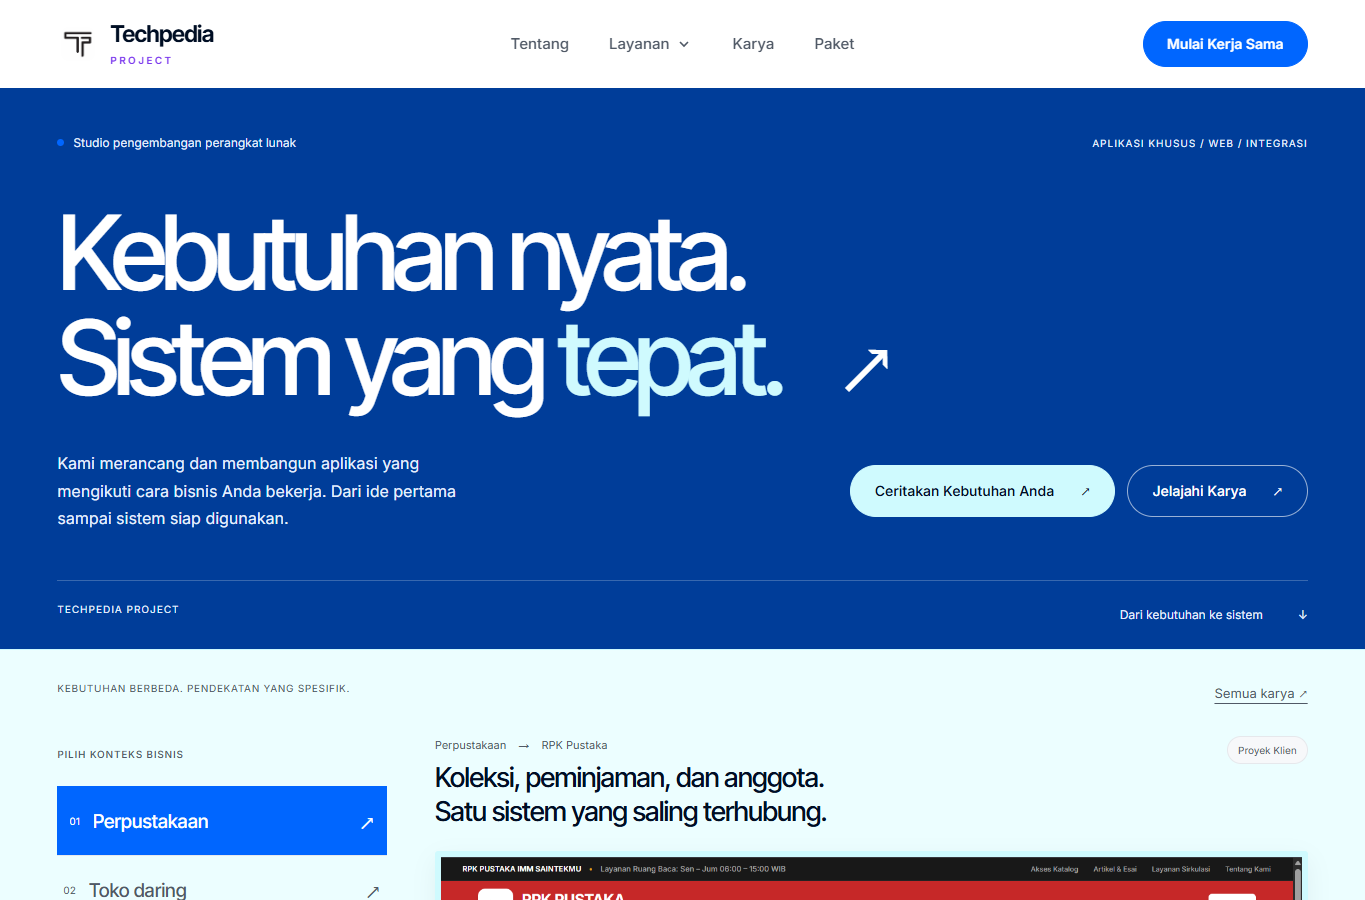 Techpedia
PROJECT
Tentang
Layanan
Karya
Paket
Mulai Kerja Sama
Studio pengembangan perangkat lunak
APLIKASI KHUSUS / WEB / INTEGRASI
Kebutuhan nyata.
Sistem yang tepat. ↗
Kami merancang dan membangun aplikasi yang
mengikuti cara bisnis Anda bekerja. Dari ide pertama
sampai sistem siap digunakan.
Ceritakan Kebutuhan Anda ↗
Jelajahi Karya ↗
TECHPEDIA PROJECT
Dari kebutuhan ke sistem ↓
KEBUTUHAN BERBEDA. PENDEKATAN YANG SPESIFIK.
Semua karya ↗
PILIH KONTEKS BISNIS
01 Perpustakaan ↗
02 Toko daring ↗
Perpustakaan → RPK Pustaka
Proyek Klien
Koleksi, peminjaman, dan anggota.
Satu sistem yang saling terhubung.
RPK PUSTAKA IMM SAINTEKMU • Layanan Ruang Baca: Sen – Jum 06:00 – 15:00 WIB
Akses Katalog
Artikel & Esai
Layanan Sirkulasi
Tentang Kami
RPK PUSTAKA